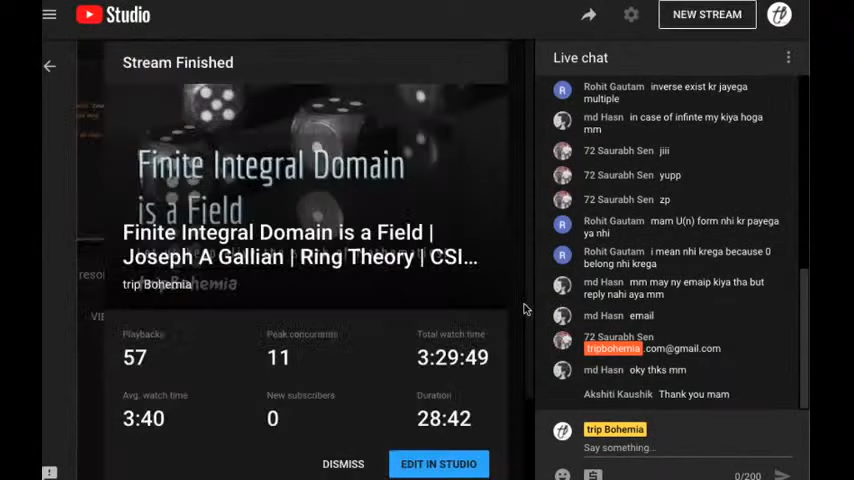 Studio
NEW STREAM
Stream Finished
Finite Integral Domain
is a Field
Finite Integral Domain is a Field |
Joseph A Gallian | Ring Theory | CSI...
trip Bohemia
Playbacks
57
Peak concurrents
11
Total watch time
3:29:49
Avg. watch time
3:40
New subscribers
0
Duration
28:42
DISMISS
EDIT IN STUDIO
Live chat
Rohit Gautam inverse exist kr jayega
multiple
md Hasn in case of infinte my kiya hoga
mm
72 Saurabh Sen jiii
72 Saurabh Sen yupp
72 Saurabh Sen zp
Rohit Gautam mam U(n) form nhi kr payega
ya nhi
Rohit Gautam i mean nhi krega because 0
belong nhi krega
md Hasn mm may ny emaip kiya tha but
reply nahi aya mm
md Hasn email
72 Saurabh Sen
tripbohemia.com@gmail.com
md Hasn oky thks mm
Akshiti Kaushik Thank you mam
trip Bohemia
Say something...
0/200